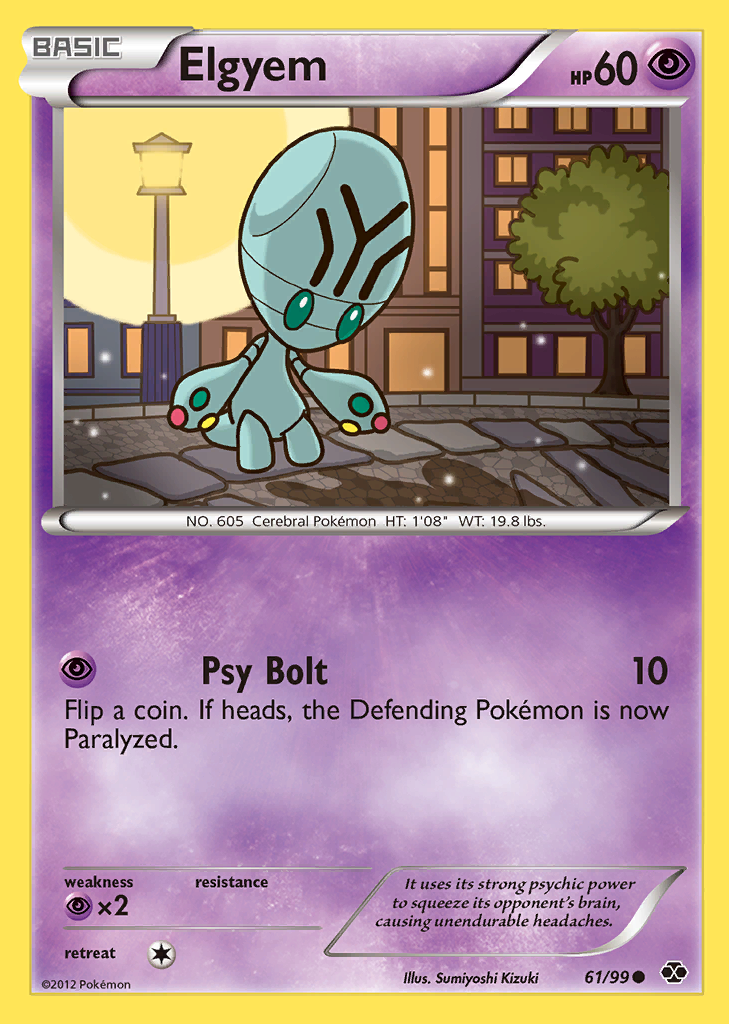 BASIC
Elgyem
HP60
NO. 605 Cerebral Pokémon HT: 1'08" WT: 19.8 lbs.
Psy Bolt 10
Flip a coin. If heads, the Defending Pokémon is now
Paralyzed.
weakness resistance
×2
It uses its strong psychic power
to squeeze its opponent's brain,
causing unendurable headaches.
retreat
©2012 Pokémon
Illus. Sumiyoshi Kizuki
61/99